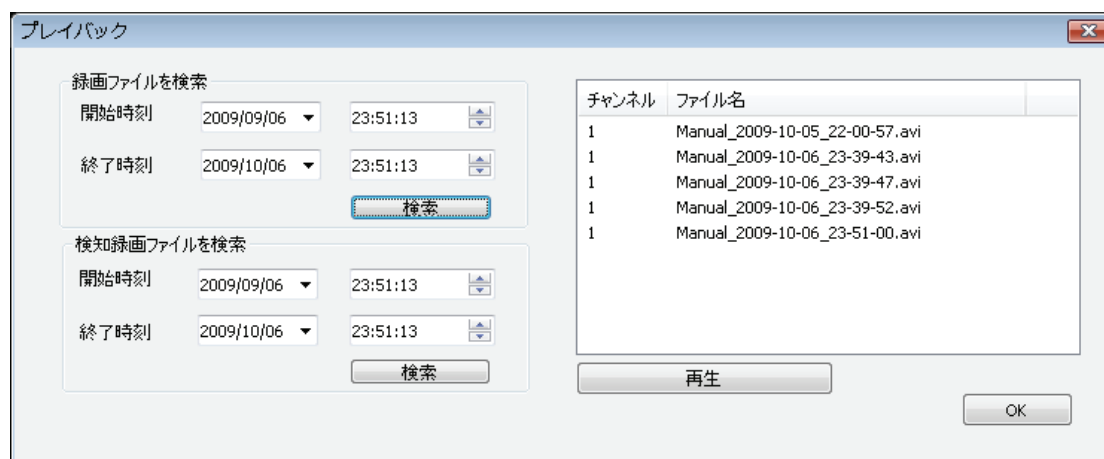 プレイバック
録画ファイルを検索
開始時刻 2009/09/06 23:51:13
終了時刻 2009/10/06 23:51:13
検索
検知録画ファイルを検索
開始時刻 2009/09/06 23:51:13
終了時刻 2009/10/06 23:51:13
検索
チャンネル ファイル名
1 Manual_2009-10-05_22-00-57.avi
1 Manual_2009-10-06_23-39-43.avi
1 Manual_2009-10-06_23-39-47.avi
1 Manual_2009-10-06_23-39-52.avi
1 Manual_2009-10-06_23-51-00.avi
再生
OK